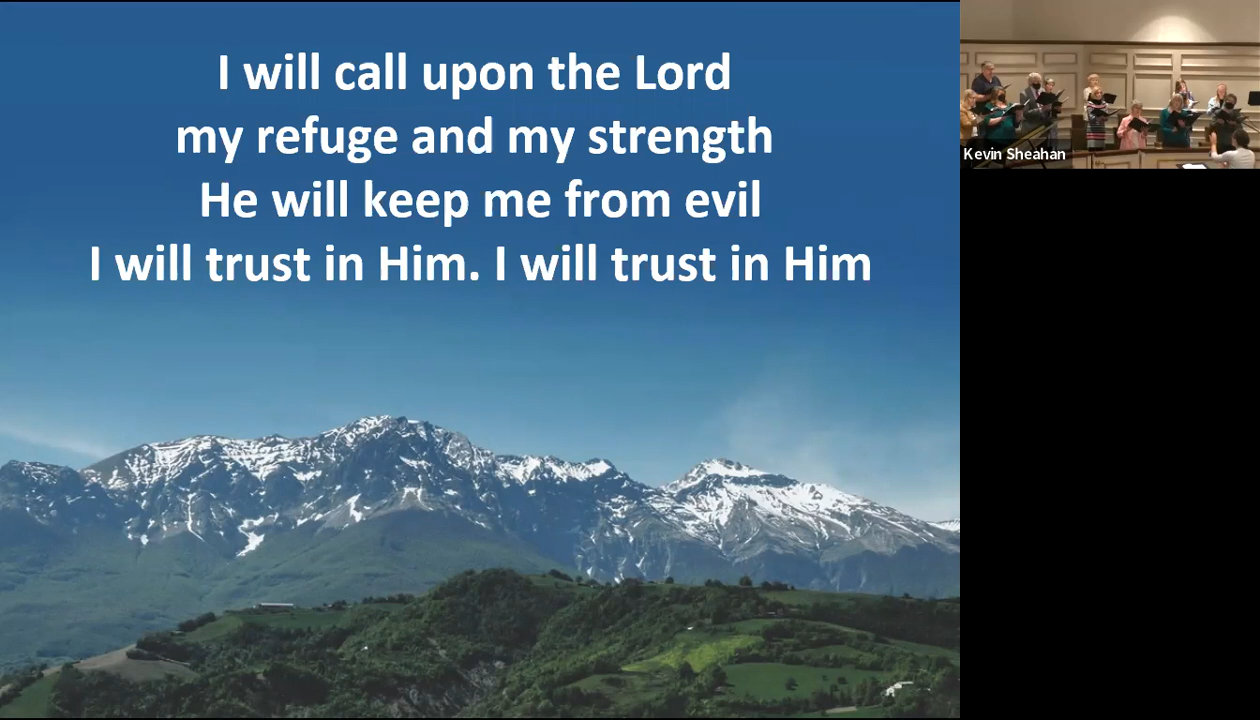 I will call upon the Lord
my refuge and my strength
He will keep me from evil
I will trust in Him. I will trust in Him
Kevin Sheahan